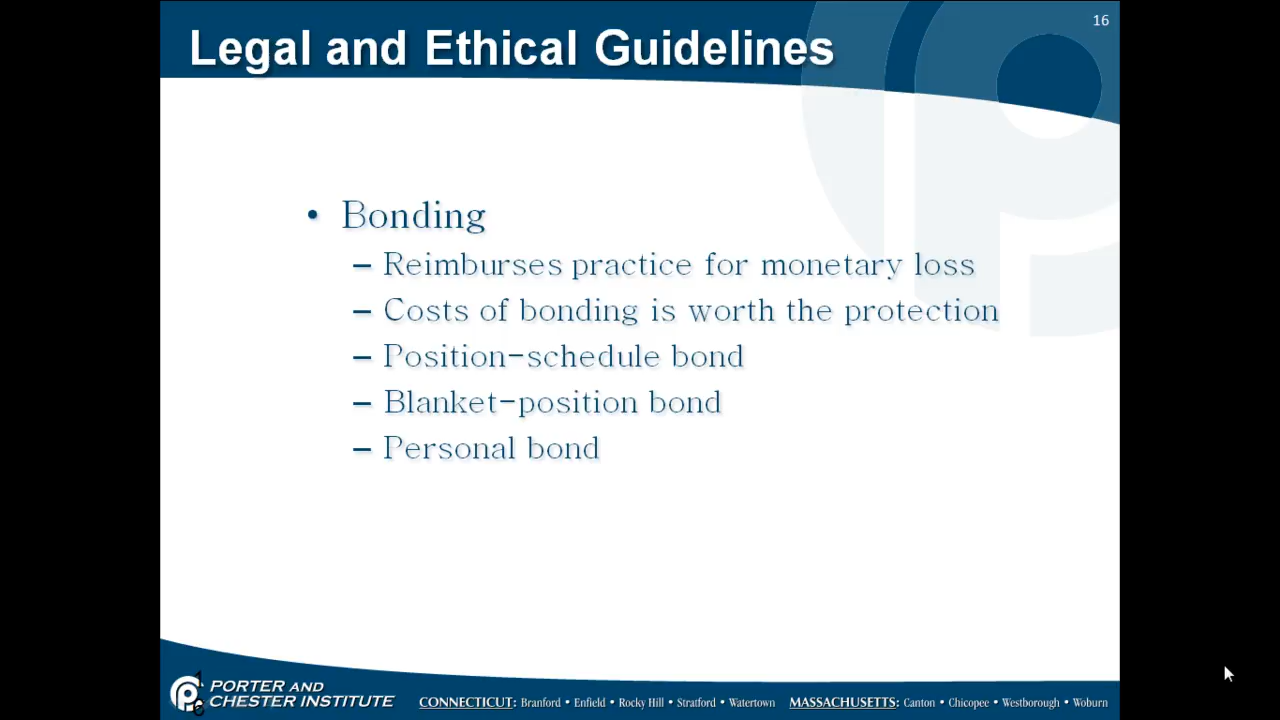 16
Legal and Ethical Guidelines
• Bonding
– Reimburses practice for monetary loss
– Costs of bonding is worth the protection
– Position-schedule bond
– Blanket-position bond
– Personal bond
PORTER AND
CHESTER INSTITUTE
CONNECTICUT: Branford • Enfield • Rocky Hill • Stratford • Watertown MASSACHUSETTS: Canton • Chicopee • Westborough • Woburn